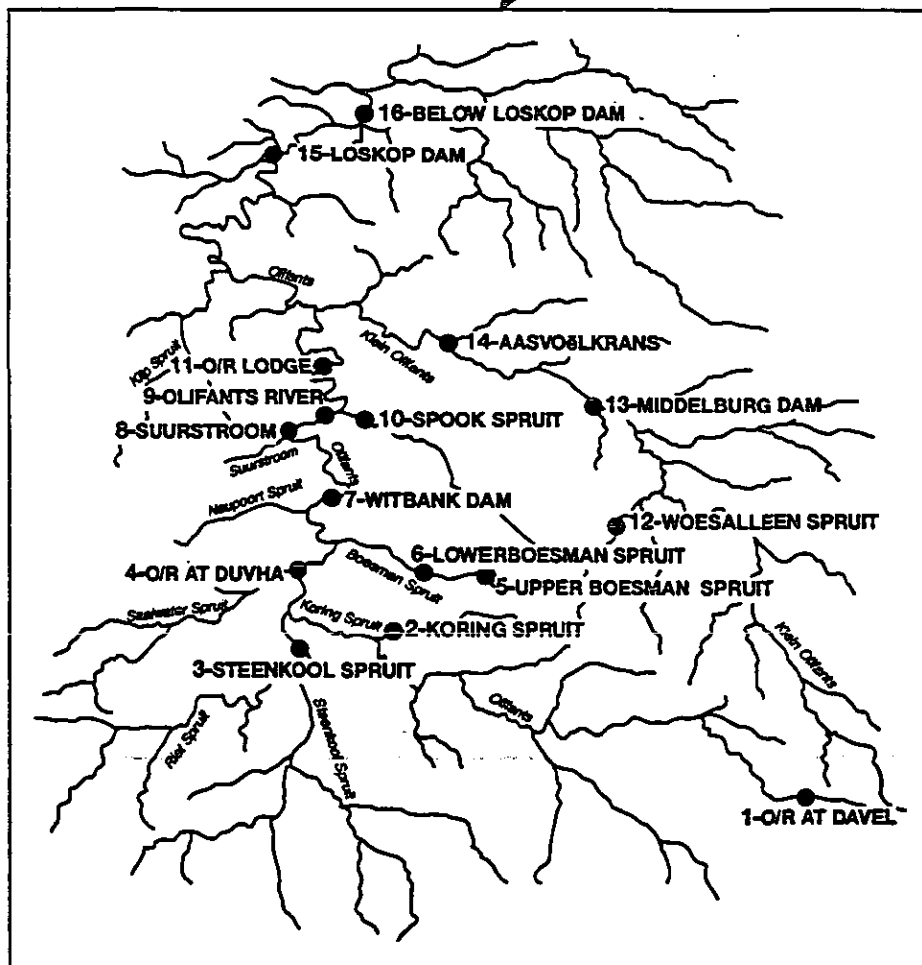 16-BELOW LOSKOP DAM
15-LOSKOP DAM
Olifants
Klein Olifants
14-AASVOëLKRANS
Klip Spruit
11-O/R LODGE
9-OLIFANTS RIVER
13-MIDDELBURG DAM
8-SUURSTROOM
10-SPOOK SPRUIT
Suurstroom
Olifants
Naupoort Spruit
7-WITBANK DAM
12-WOESALLEEN SPRUIT
6-LOWERBOESMAN SPRUIT
4-O/R AT DUVHA
Boesman Spruit
5-UPPER BOESMAN SPRUIT
Saalwater Spruit
Koring Spruit
2-KORING SPRUIT
Klein Olifants
3-STEENKOOL SPRUIT
Olifants
Riet Spruit
Steenkool Spruit
1-O/R AT DAVEL